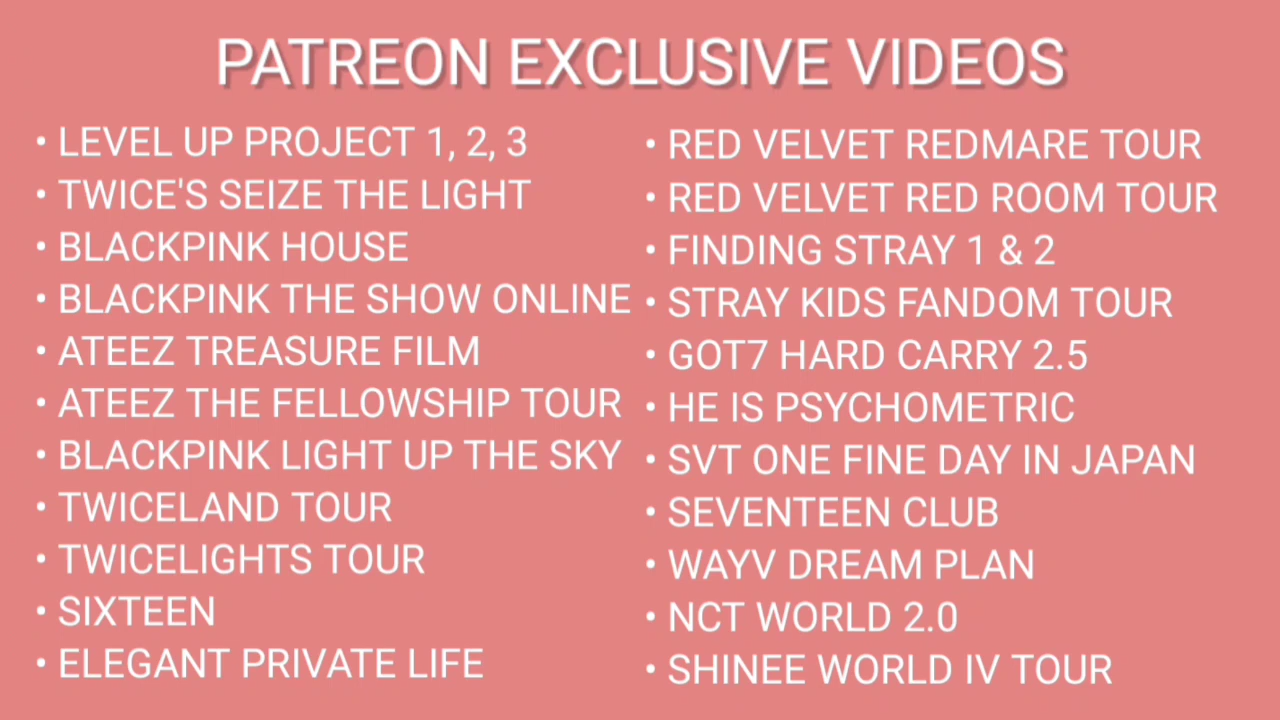 PATREON EXCLUSIVE VIDEOS
• LEVEL UP PROJECT 1, 2, 3
• TWICE'S SEIZE THE LIGHT
• BLACKPINK HOUSE
• BLACKPINK THE SHOW ONLINE
• ATEEZ TREASURE FILM
• ATEEZ THE FELLOWSHIP TOUR
• BLACKPINK LIGHT UP THE SKY
• TWICELAND TOUR
• TWICELIGHTS TOUR
• SIXTEEN
• ELEGANT PRIVATE LIFE
• RED VELVET REDMARE TOUR
• RED VELVET RED ROOM TOUR
• FINDING STRAY 1 & 2
• STRAY KIDS FANDOM TOUR
• GOT7 HARD CARRY 2.5
• HE IS PSYCHOMETRIC
• SVT ONE FINE DAY IN JAPAN
• SEVENTEEN CLUB
• WAYV DREAM PLAN
• NCT WORLD 2.0
• SHINEE WORLD IV TOUR